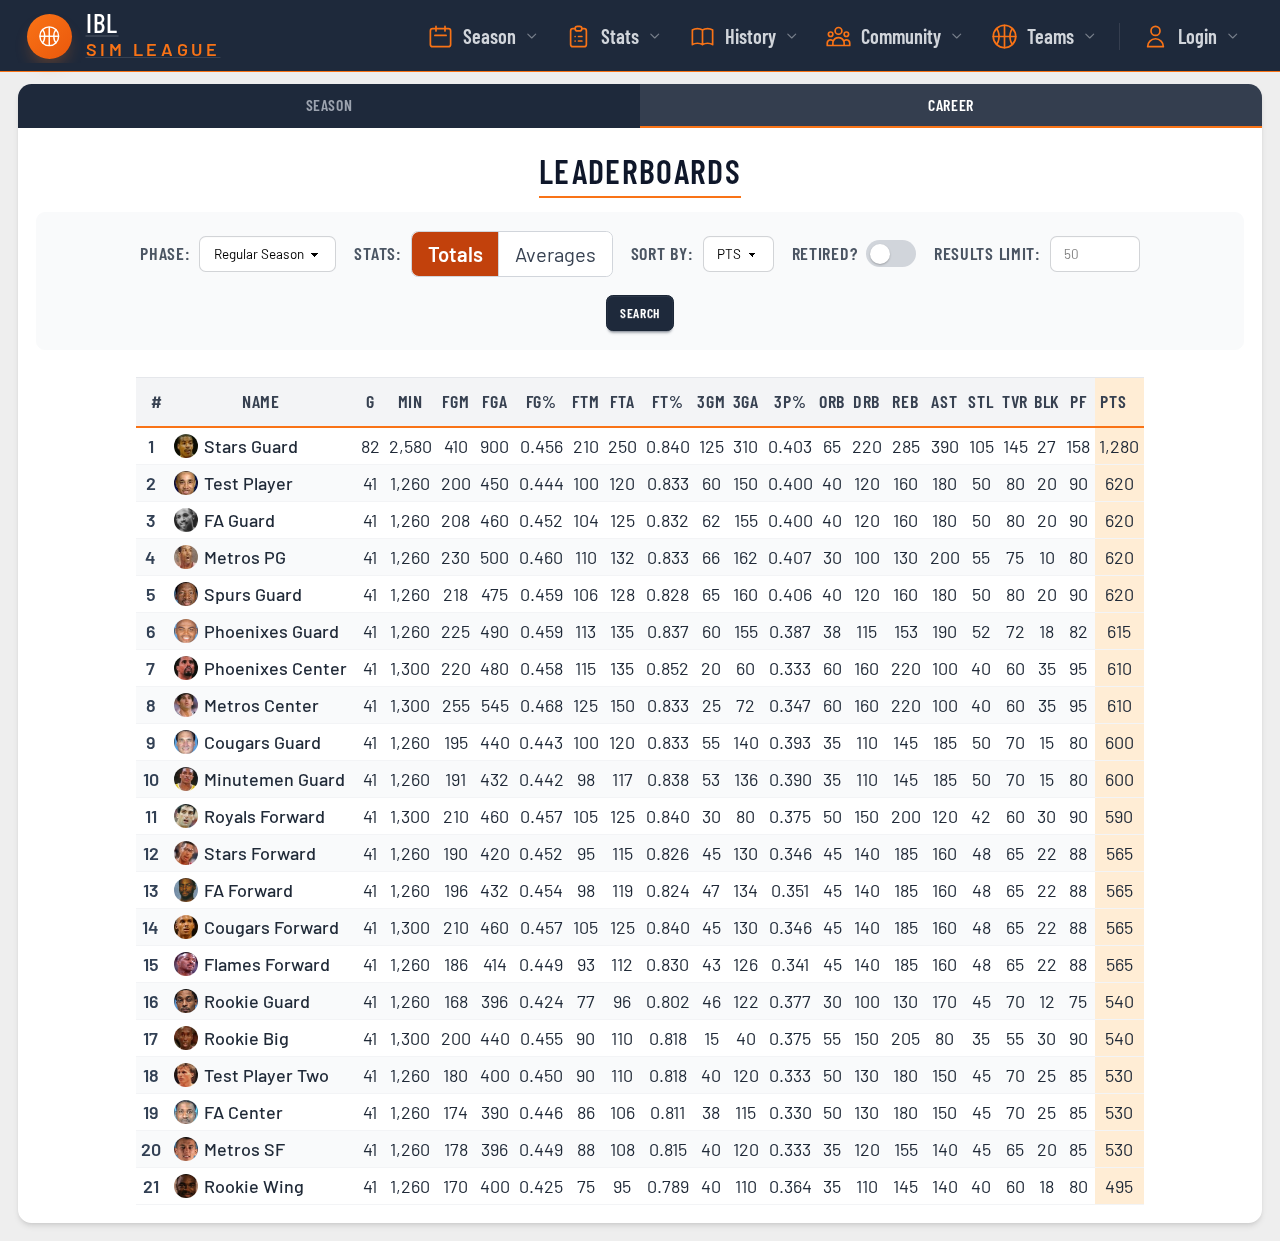 IBL
SIM LEAGUE
Season
Stats
History
Community
Teams
Login
SEASON
CAREER
LEADERBOARDS
PHASE: Regular Season STATS: Totals Averages SORT BY: PTS RETIRED? RESULTS LIMIT: 50
SEARCH
# NAME G MIN FGM FGA FG% FTM FTA FT% 3GM 3GA 3P% ORB DRB REB AST STL TVR BLK PF PTS
1 Stars Guard 82 2,580 410 900 0.456 210 250 0.840 125 310 0.403 65 220 285 390 105 145 27 158 1,280
2 Test Player 41 1,260 200 450 0.444 100 120 0.833 60 150 0.400 40 120 160 180 50 80 20 90 620
3 FA Guard 41 1,260 208 460 0.452 104 125 0.832 62 155 0.400 40 120 160 180 50 80 20 90 620
4 Metros PG 41 1,260 230 500 0.460 110 132 0.833 66 162 0.407 30 100 130 200 55 75 10 80 620
5 Spurs Guard 41 1,260 218 475 0.459 106 128 0.828 65 160 0.406 40 120 160 180 50 80 20 90 620
6 Phoenixes Guard 41 1,260 225 490 0.459 113 135 0.837 60 155 0.387 38 115 153 190 52 72 18 82 615
7 Phoenixes Center 41 1,300 220 480 0.458 115 135 0.852 20 60 0.333 60 160 220 100 40 60 35 95 610
8 Metros Center 41 1,300 255 545 0.468 125 150 0.833 25 72 0.347 60 160 220 100 40 60 35 95 610
9 Cougars Guard 41 1,260 195 440 0.443 100 120 0.833 55 140 0.393 35 110 145 185 50 70 15 80 600
10 Minutemen Guard 41 1,260 191 432 0.442 98 117 0.838 53 136 0.390 35 110 145 185 50 70 15 80 600
11 Royals Forward 41 1,300 210 460 0.457 105 125 0.840 30 80 0.375 50 150 200 120 42 60 30 90 590
12 Stars Forward 41 1,260 190 420 0.452 95 115 0.826 45 130 0.346 45 140 185 160 48 65 22 88 565
13 FA Forward 41 1,260 196 432 0.454 98 119 0.824 47 134 0.351 45 140 185 160 48 65 22 88 565
14 Cougars Forward 41 1,300 210 460 0.457 105 125 0.840 45 130 0.346 45 140 185 160 48 65 22 88 565
15 Flames Forward 41 1,260 186 414 0.449 93 112 0.830 43 126 0.341 45 140 185 160 48 65 22 88 565
16 Rookie Guard 41 1,260 168 396 0.424 77 96 0.802 46 122 0.377 30 100 130 170 45 70 12 75 540
17 Rookie Big 41 1,300 200 440 0.455 90 110 0.818 15 40 0.375 55 150 205 80 35 55 30 90 540
18 Test Player Two 41 1,260 180 400 0.450 90 110 0.818 40 120 0.333 50 130 180 150 45 70 25 85 530
19 FA Center 41 1,260 174 390 0.446 86 106 0.811 38 115 0.330 50 130 180 150 45 70 25 85 530
20 Metros SF 41 1,260 178 396 0.449 88 108 0.815 40 120 0.333 35 120 155 140 45 65 20 85 530
21 Rookie Wing 41 1,260 170 400 0.425 75 95 0.789 40 110 0.364 35 110 145 140 40 60 18 80 495